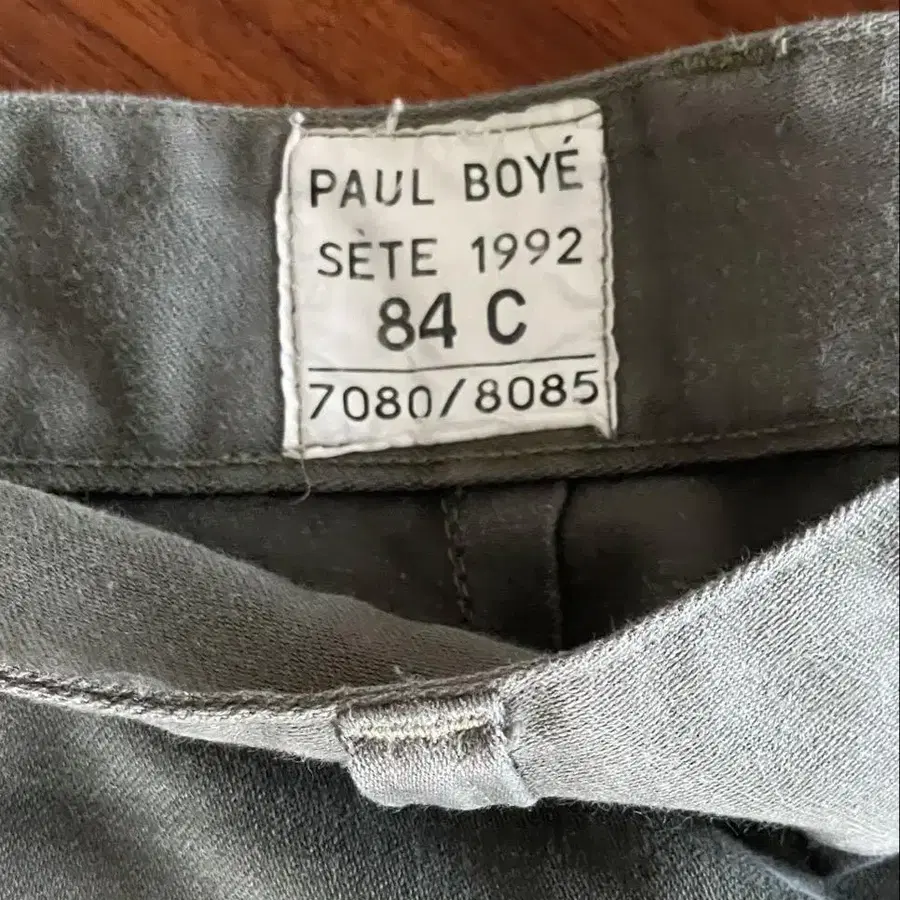 PAUL BOYÉ
SÈTE 1992
84 C
7080/8085